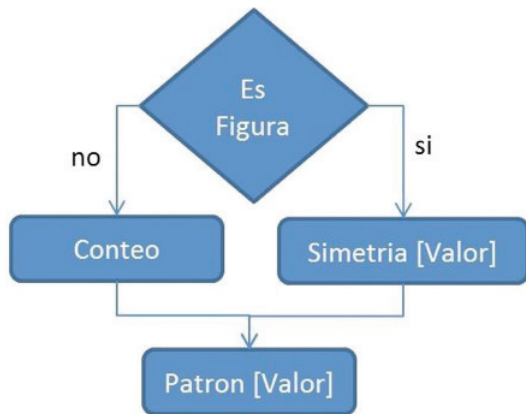 Es
Figura
no
si
Conteo
Simetria [Valor]
Patron [Valor]